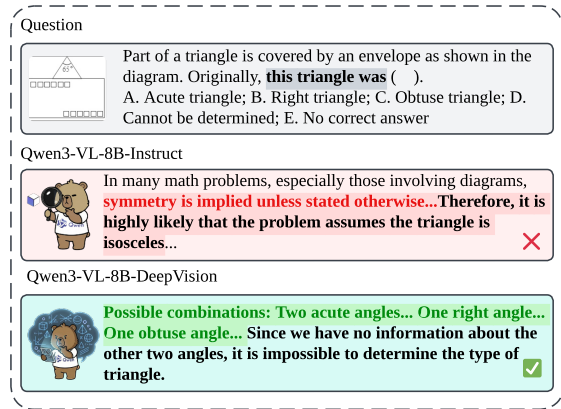 Question
65°
Part of a triangle is covered by an envelope as shown in the
diagram. Originally, this triangle was (    ).
A. Acute triangle; B. Right triangle; C. Obtuse triangle; D.
Cannot be determined; E. No correct answer
Qwen3-VL-8B-Instruct
In many math problems, especially those involving diagrams,
symmetry is implied unless stated otherwise...Therefore, it is
highly likely that the problem assumes the triangle is
isosceles...
Qwen
Qwen3-VL-8B-DeepVision
Possible combinations: Two acute angles... One right angle...
One obtuse angle... Since we have no information about the
other two angles, it is impossible to determine the type of
triangle.